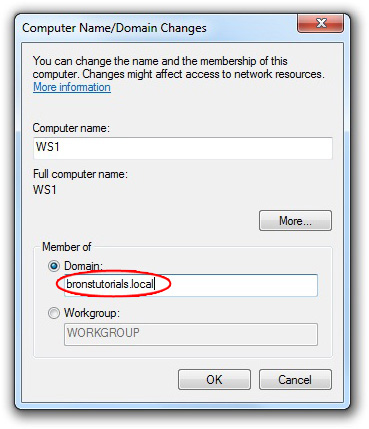 Computer Name/Domain Changes
You can change the name and the membership of this
computer. Changes might affect access to network resources.
More information
Computer name:
WS1
Full computer name:
WS1
More...
Member of
Domain:
bronstutorials.local
Workgroup:
WORKGROUP
OK Cancel